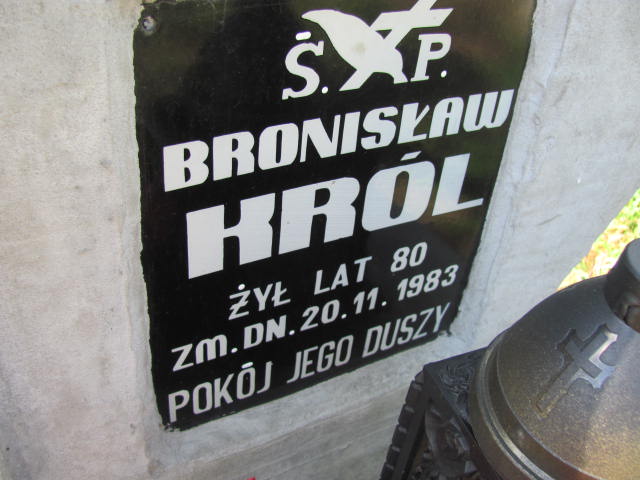 Ś. P.
BRONISŁAW
KRÓL
ŻYŁ LAT 80
ZM. DN. 20.11.1983
POKÓJ JEGO DUSZY